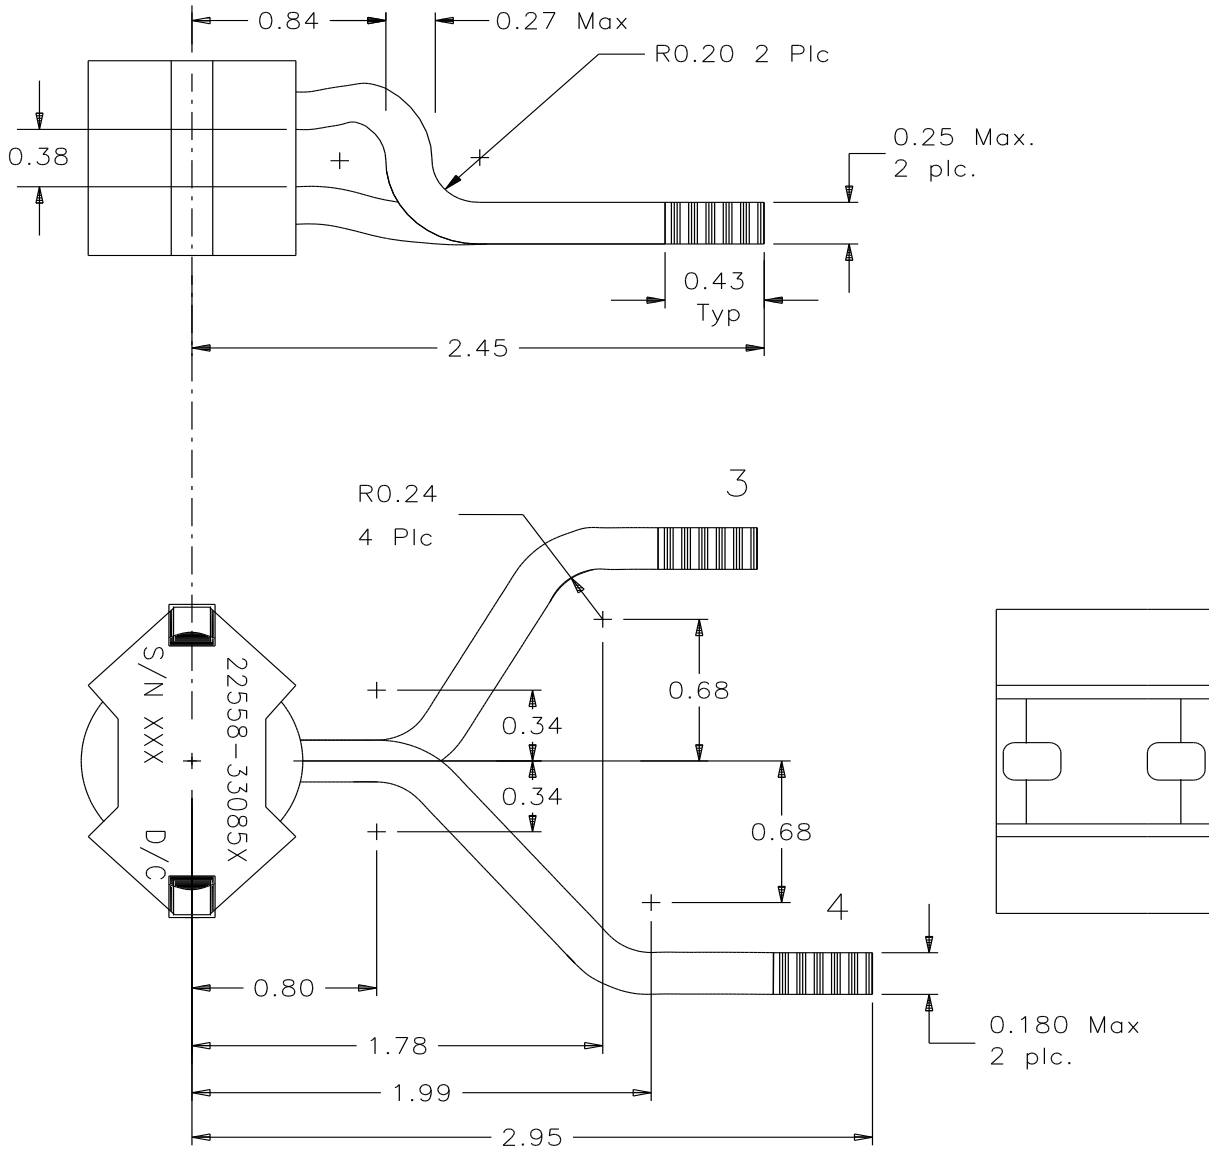 0.84
0.27 Max
R0.20 2 Plc
0.38
0.25 Max.
2 plc.
0.43
Typ
2.45
3
R0.24
4 Plc
S/N XXX
22558-33085X
D/C
0.68
0.34
0.34
0.68
4
0.80
0.180 Max
2 plc.
1.78
1.99
2.95